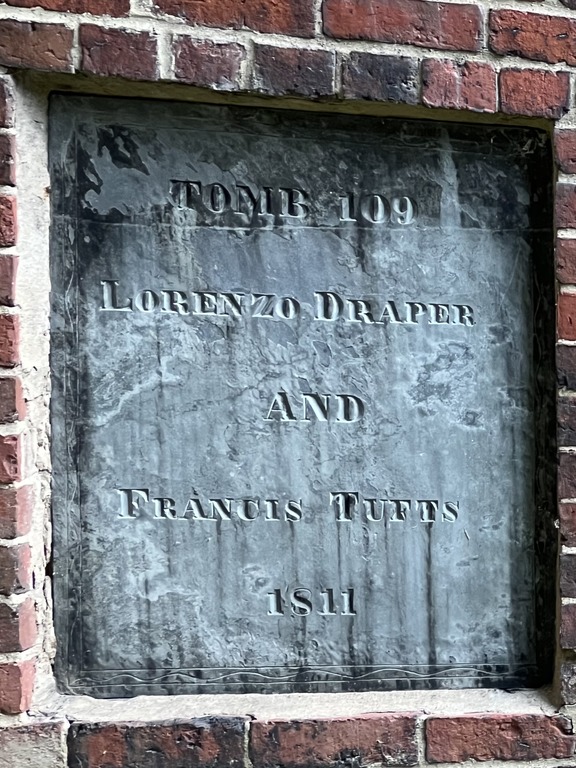 TOMB 109
LORENZO DRAPER
AND
FRANCIS TUFTS
1811